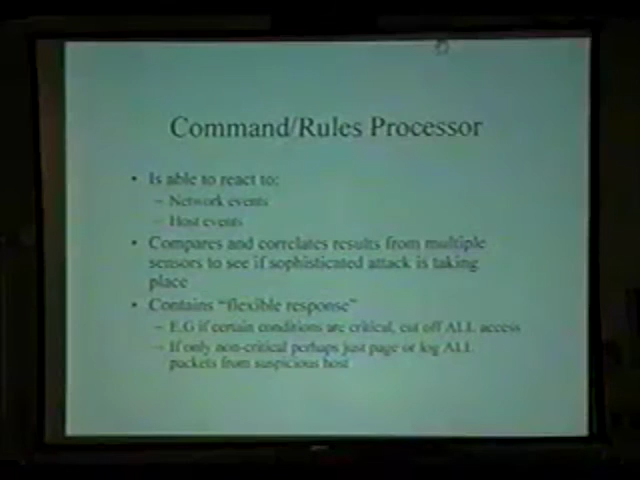 Command/Rules Processor
• Is able to react to:
– Network events
– Host events
• Compares and correlates results from multiple
sensors to see if sophisticated attack is taking
place
• Contains "flexible response"
– E.G if certain conditions are critical, cut off ALL access
– If only non-critical perhaps just page or log ALL
packets from suspicious host